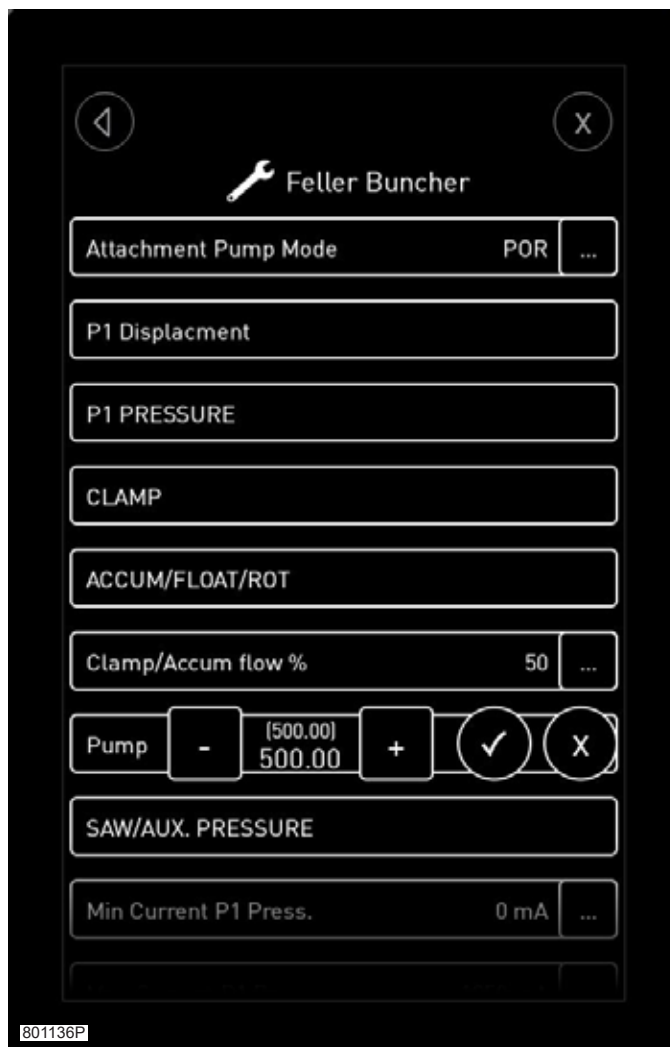 X
Feller Buncher
Attachment Pump Mode POR ...
P1 Displacment
P1 PRESSURE
CLAMP
ACCUM/FLOAT/ROT
Clamp/Accum flow % 50 ...
Pump - (500.00) 500.00 + X
SAW/AUX. PRESSURE
Min Current P1 Press. 0 mA ...
801136P